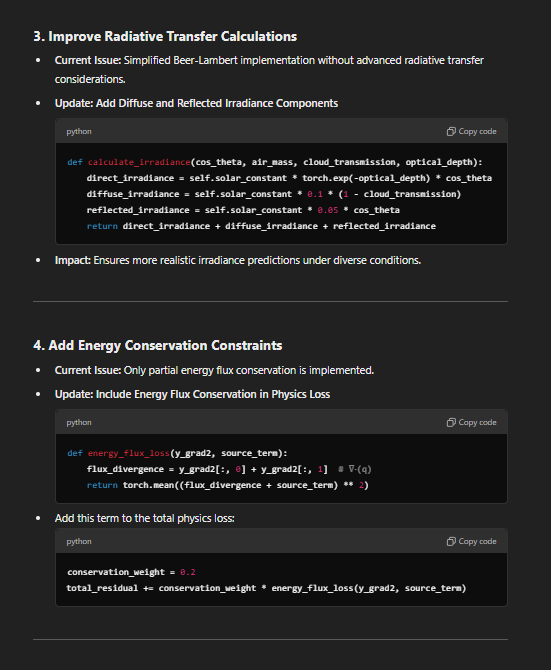 3. Improve Radiative Transfer Calculations
• Current Issue: Simplified Beer-Lambert implementation without advanced radiative transfer
considerations.
• Update: Add Diffuse and Reflected Irradiance Components
python Copy code
def calculate_irradiance(cos_theta, air_mass, cloud_transmission, optical_depth):
direct_irradiance = self.solar_constant * torch.exp(-optical_depth) * cos_theta
diffuse_irradiance = self.solar_constant * 0.1 * (1 - cloud_transmission)
reflected_irradiance = self.solar_constant * 0.05 * cos_theta
return direct_irradiance + diffuse_irradiance + reflected_irradiance
• Impact: Ensures more realistic irradiance predictions under diverse conditions.
4. Add Energy Conservation Constraints
• Current Issue: Only partial energy flux conservation is implemented.
• Update: Include Energy Flux Conservation in Physics Loss
python Copy code
def energy_flux_loss(y_grad2, source_term):
flux_divergence = y_grad2[:, 0] + y_grad2[:, 1] # ∇·(q)
return torch.mean((flux_divergence + source_term) ** 2)
• Add this term to the total physics loss:
python Copy code
conservation_weight = 0.2
total_residual += conservation_weight * energy_flux_loss(y_grad2, source_term)